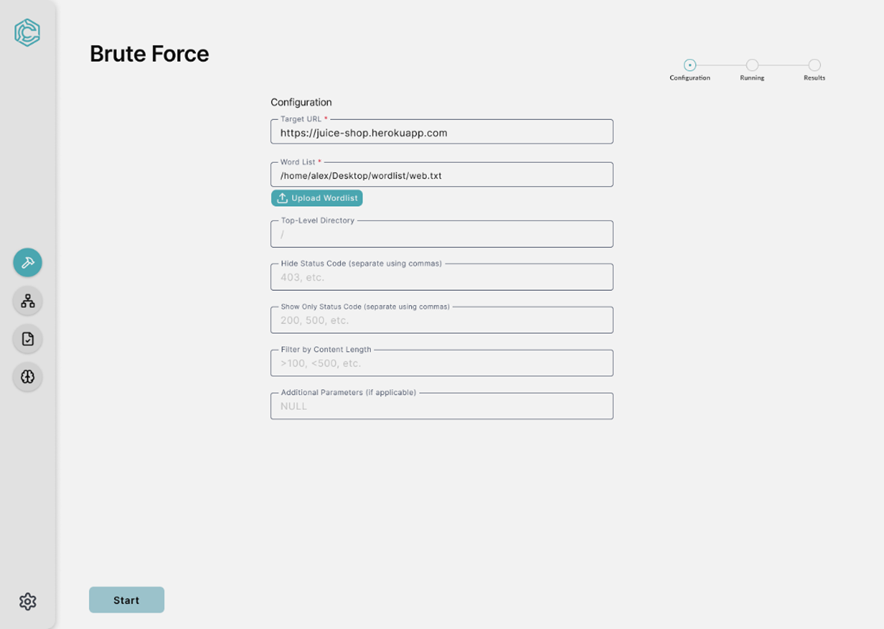 Brute Force
Configuration Running Results
Configuration
Target URL *
https://juice-shop.herokuapp.com
Word List *
/home/alex/Desktop/wordlist/web.txt
Upload Wordlist
Top-Level Directory
/
Hide Status Code (separate using commas)
403, etc.
Show Only Status Code (separate using commas)
200, 500, etc.
Filter by Content Length
>100, <500, etc.
Additional Parameters (if applicable)
NULL
Start